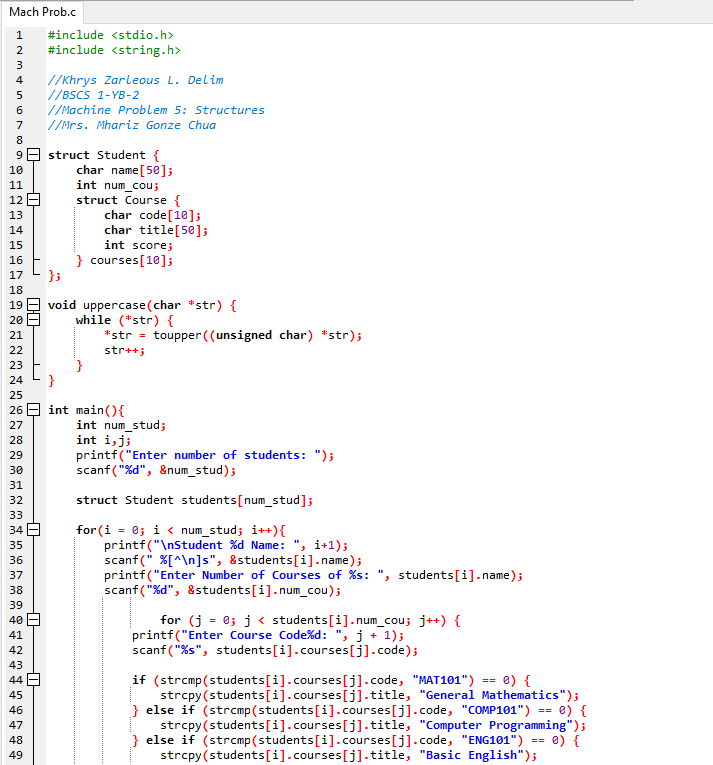 Mach Prob.c
1 #include <stdio.h>
2 #include <string.h>
3
4 //Khrys Zarleous L. Delim
5 //BSCS 1-YB-2
6 //Machine Problem 5: Structures
7 //Mrs. Mhariz Gonze Chua
8
9 struct Student {
10 char name[50];
11 int num_cou;
12 struct Course {
13 char code[10];
14 char title[50];
15 int score;
16 } courses[10];
17 };
18
19 void uppercase(char *str) {
20 while (*str) {
21 *str = toupper((unsigned char) *str);
22 str++;
23 }
24 }
25
26 int main(){
27 int num_stud;
28 int i,j;
29 printf("Enter number of students: ");
30 scanf("%d", &num_stud);
31
32 struct Student students[num_stud];
33
34 for(i = 0; i < num_stud; i++){
35 printf("\nStudent %d Name: ", i+1);
36 scanf(" %[^\n]s", &students[i].name);
37 printf("Enter Number of Courses of %s: ", students[i].name);
38 scanf("%d", &students[i].num_cou);
39
40 for (j = 0; j < students[i].num_cou; j++) {
41 printf("Enter Course Code%d: ", j + 1);
42 scanf("%s", students[i].courses[j].code);
43
44 if (strcmp(students[i].courses[j].code, "MAT101") == 0) {
45 strcpy(students[i].courses[j].title, "General Mathematics");
46 } else if (strcmp(students[i].courses[j].code, "COMP101") == 0) {
47 strcpy(students[i].courses[j].title, "Computer Programming");
48 } else if (strcmp(students[i].courses[j].code, "ENG101") == 0) {
49 strcpy(students[i].courses[j].title, "Basic English");